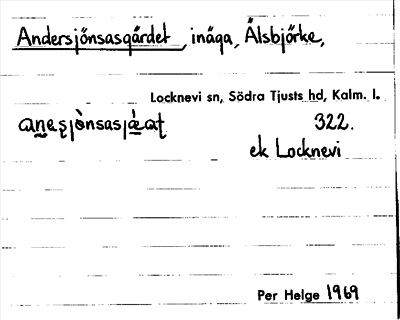 Andersjönsasgärdet, inäga, Älsbjörke,
Locknevi sn, Södra Tjusts hd, Kalm. l.
322.
ek Locknevi
Per Helge 1969